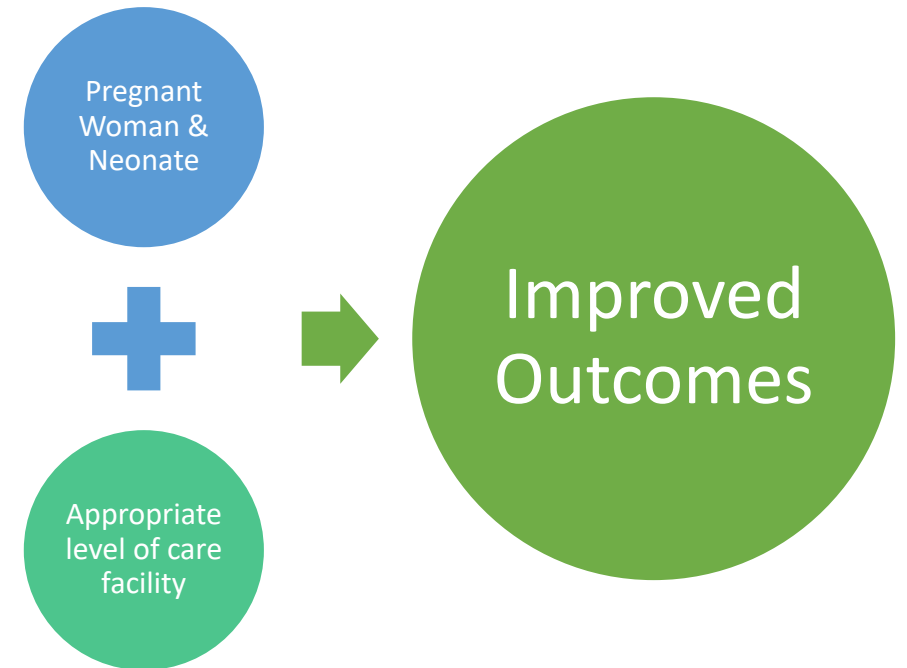 Pregnant
Woman &
Neonate
Appropriate
level of care
facility
Improved
Outcomes